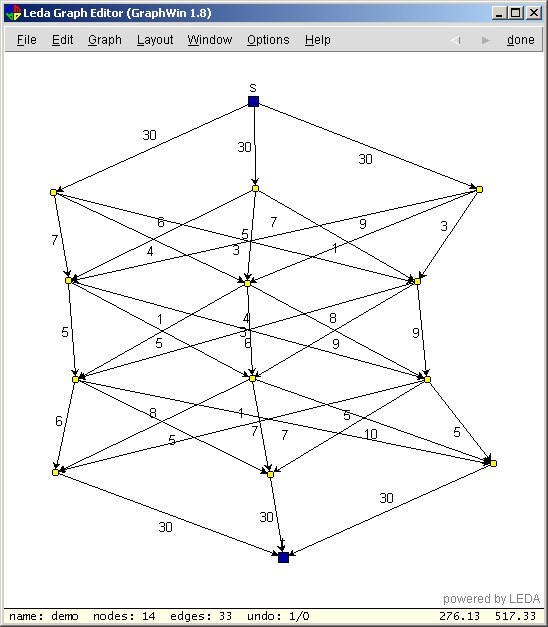 Leda Graph Editor (GraphWin 1.8)
File Edit Graph Layout Window Options Help done
s
30
30
30
6 7 9
7 5 3
4 3 1
1 4 8
5 3 9
5 6 9
8 1 5
6 7 7 10 5
5
30
30
30
t
powered by LEDA
name: demo nodes: 14 edges: 33 undo: 1/0 276.13 517.33